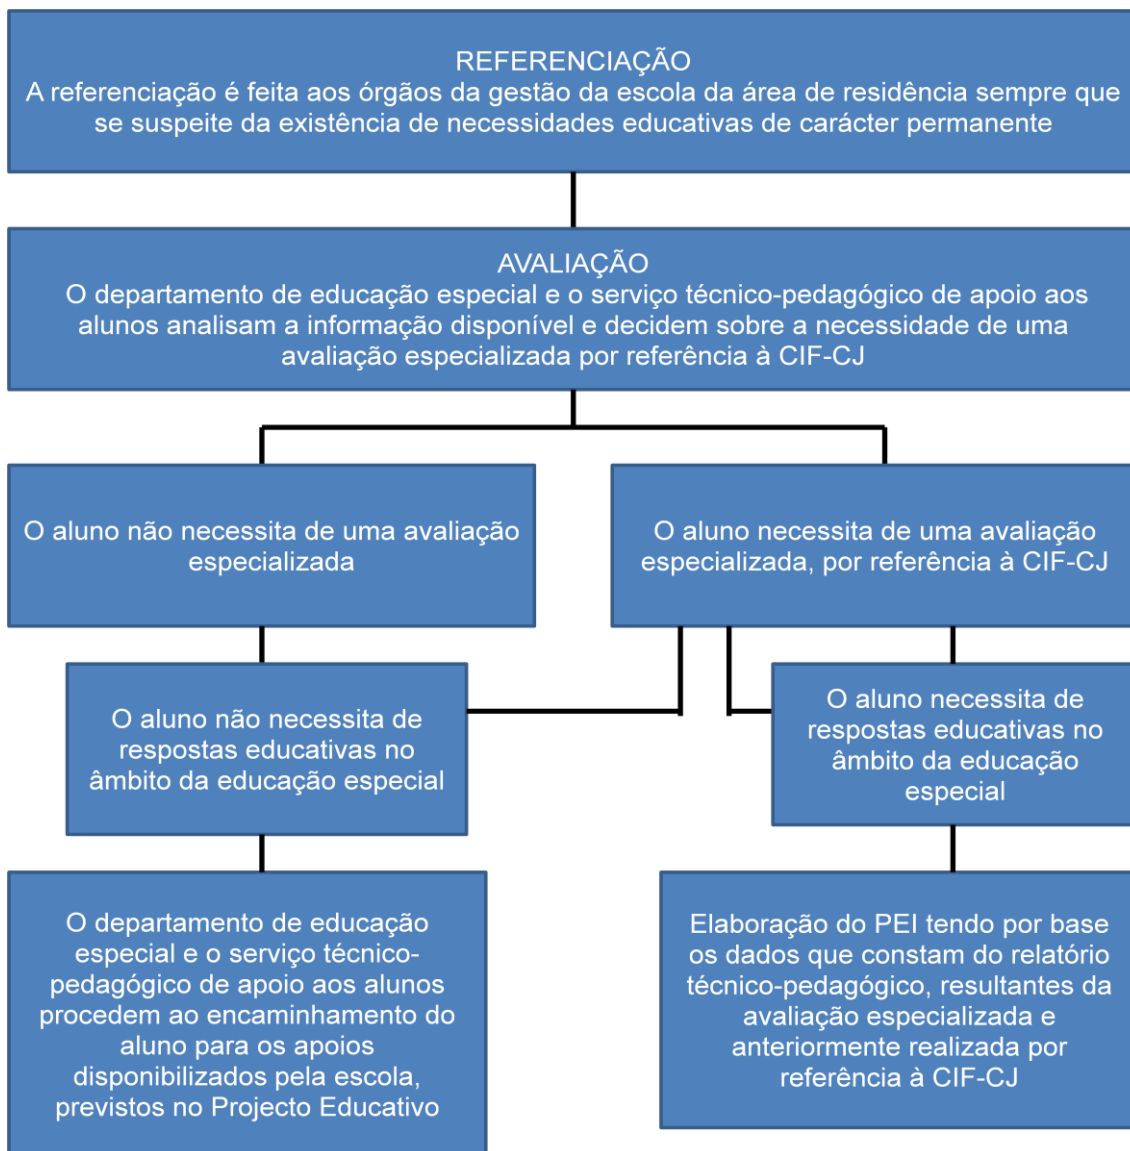 REFERENCIAÇÃO
A referenciação é feita aos órgãos da gestão da escola da área de residência sempre que
se suspeite da existência de necessidades educativas de carácter permanente
AVALIAÇÃO
O departamento de educação especial e o serviço técnico-pedagógico de apoio aos
alunos analisam a informação disponível e decidem sobre a necessidade de uma
avaliação especializada por referência à CIF-CJ
O aluno não necessita de uma avaliação
especializada
O aluno necessita de uma avaliação
especializada, por referência à CIF-CJ
O aluno não necessita de
respostas educativas no
âmbito da educação especial
O aluno necessita de
respostas educativas no
âmbito da educação
especial
O departamento de educação
especial e o serviço técnico-
pedagógico de apoio aos alunos
procedem ao encaminhamento do
aluno para os apoios
disponibilizados pela escola,
previstos no Projecto Educativo
Elaboração do PEI tendo por base
os dados que constam do relatório
técnico-pedagógico, resultantes da
avaliação especializada e
anteriormente realizada por
referência à CIF-CJ